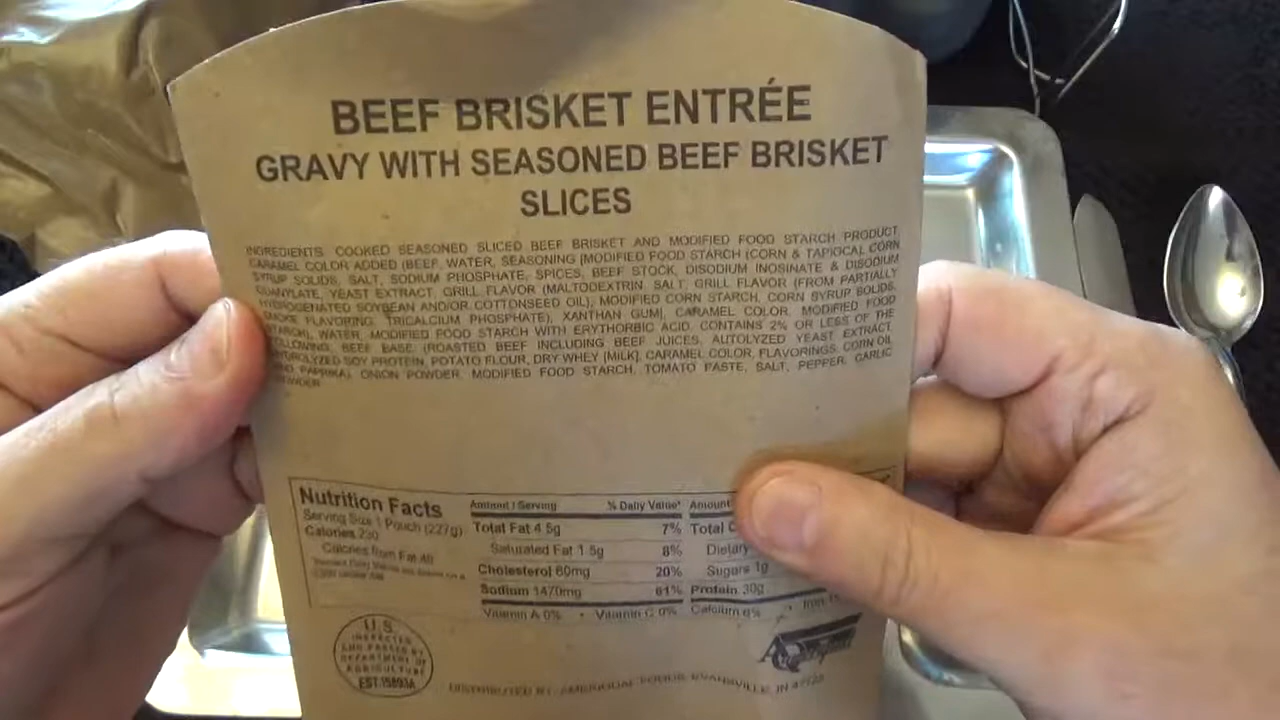 BEEF BRISKET ENTRÉE
GRAVY WITH SEASONED BEEF BRISKET
SLICES
INGREDIENTS: COOKED SEASONED SLICED BEEF BRISKET AND MODIFIED FOOD STARCH PRODUCT,
CARAMEL COLOR ADDED (BEEF, WATER, SEASONING [MODIFIED FOOD STARCH (CORN & TAPIOCA), CORN
SYRUP SOLIDS, SALT, SODIUM PHOSPHATE, SPICES, BEEF STOCK, DISODIUM INOSINATE & DISODIUM
GUANYLATE, YEAST EXTRACT, GRILL FLAVOR (MALTODEXTRIN, SALT, GRILL FLAVOR (FROM PARTIALLY
HYDROGENATED SOYBEAN AND/OR COTTONSEED OIL), MODIFIED CORN STARCH, CORN SYRUP SOLIDS,
SMOKE FLAVORING, TRICALCIUM PHOSPHATE), XANTHAN GUM], CARAMEL COLOR, MODIFIED FOOD
STARCH), WATER, MODIFIED FOOD STARCH WITH ERYTHORBIC ACID, CONTAINS 2% OR LESS OF THE
FOLLOWING: BEEF BASE (ROASTED BEEF INCLUDING BEEF JUICES, AUTOLYZED YEAST EXTRACT,
HYDROLYZED SOY PROTEIN, POTATO FLOUR, DRY WHEY [MILK], CARAMEL COLOR, FLAVORINGS, CORN OIL
AND PAPRIKA), ONION POWDER, MODIFIED FOOD STARCH, TOMATO PASTE, SALT, PEPPER, GARLIC
POWDER
Nutrition Facts
Serving Size 1 Pouch (227g)
Calories 230
Calories from Fat 40
Amount / Serving % Daily Value* Amount
Total Fat 4.5g 7% Total
Saturated Fat 1.5g 8% Dietary
Cholesterol 60mg 20% Sugars 1g
Sodium 1470mg 61% Protein 30g
Vitamin A 0% • Vitamin C 0% Calcium 6% • Iron
U.S.
INSPECTED
AND PASSED BY
DEPARTMENT OF
AGRICULTURE
EST.15893A
DISTRIBUTED BY: AMERIQUAL FOODS, EVANSVILLE, IN 47725